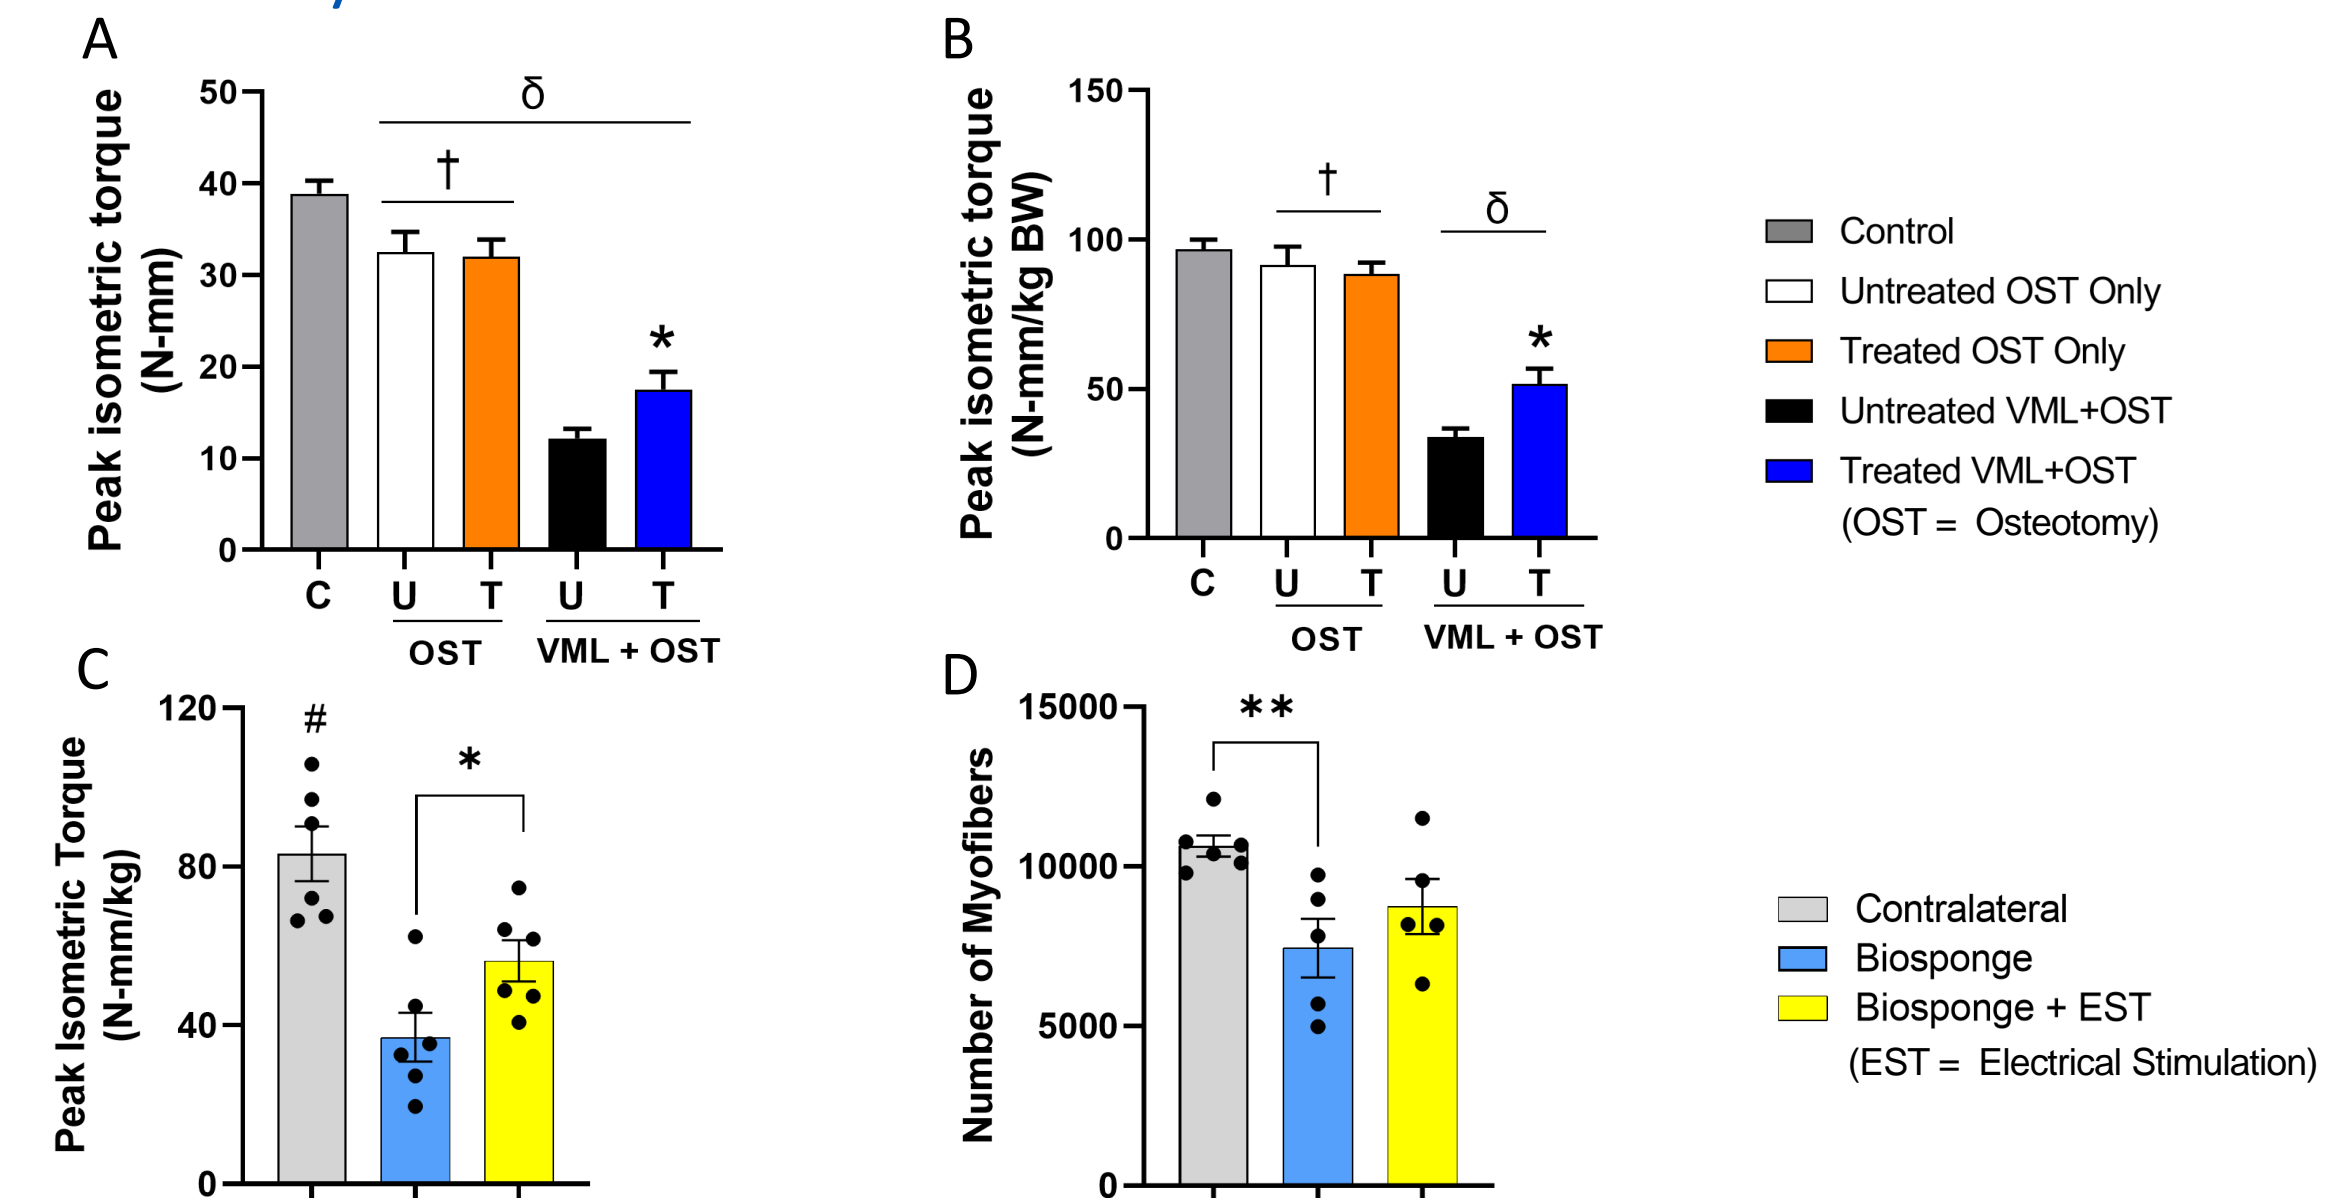 A
50
40
30
20
10
0
Peak isometric torque
(N-mm)
δ
†
*
C U T U T
OST
VML + OST
B
150
100
50
0
Peak isometric torque
(N-mm/kg BW)
†
δ
*
C U T U T
OST
VML + OST
Control
Untreated OST Only
Treated OST Only
Untreated VML+OST
Treated VML+OST
(OST = Osteotomy)
C
120
80
40
0
Peak Isometric Torque
(N-mm/kg)
#
*
D
15000
10000
5000
0
Number of Myofibers
**
Contralateral
Biosponge
Biosponge + EST
(EST = Electrical Stimulation)